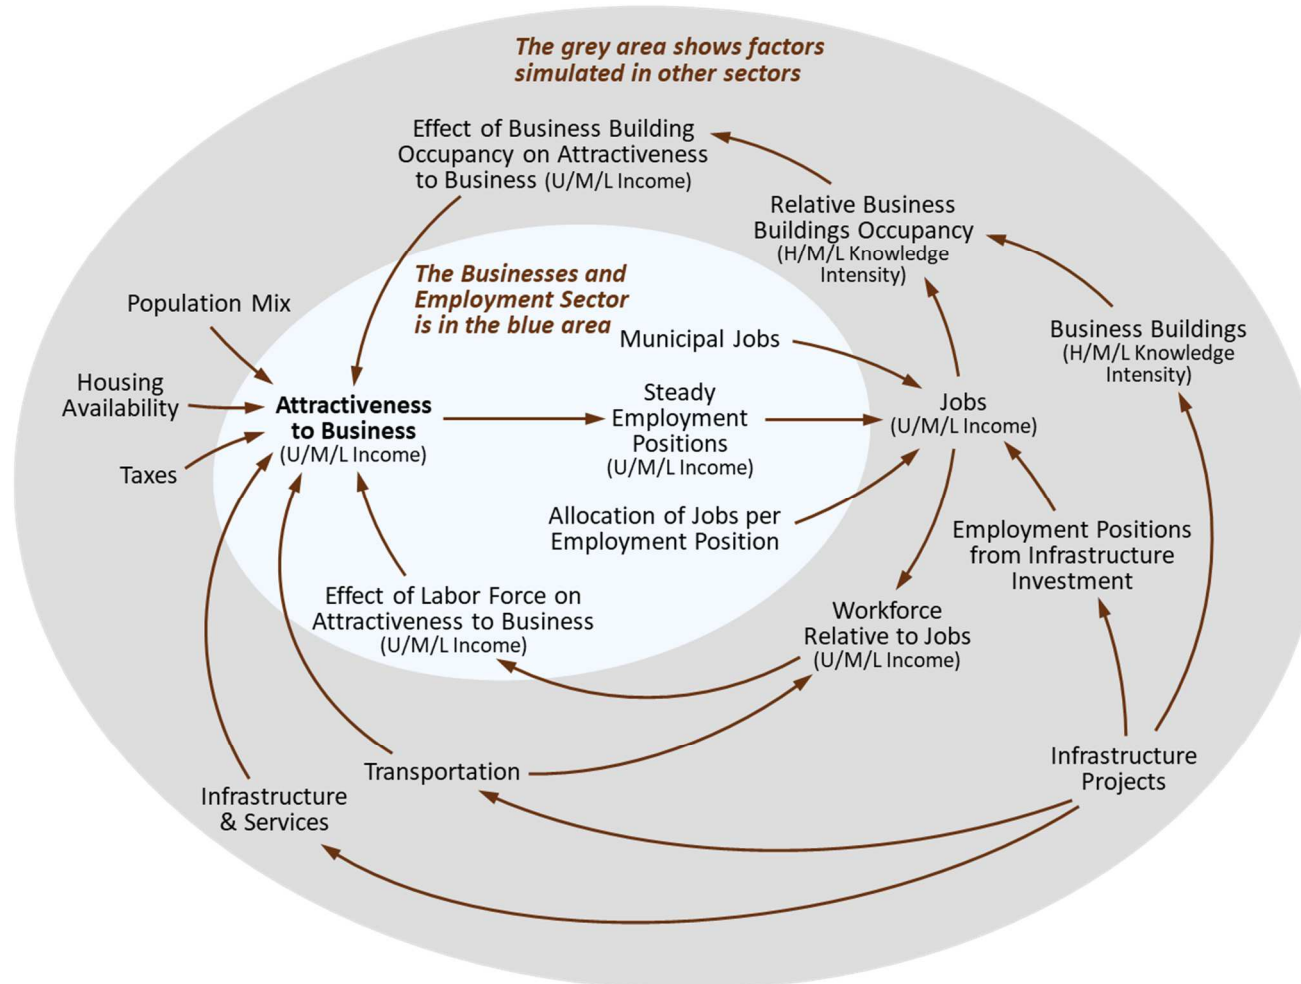 The grey area shows factors
simulated in other sectors
Effect of Business Building
Occupancy on Attractiveness
to Business (U/M/L Income)
Relative Business
Buildings Occupancy
(H/M/L Knowledge
Intensity)
The Businesses and
Employment Sector
is in the blue area
Population Mix
Municipal Jobs
Business Buildings
(H/M/L Knowledge
Intensity)
Housing
Availability
Attractiveness
to Business
(U/M/L Income)
Steady
Employment
Positions
(U/M/L Income)
Jobs
(U/M/L Income)
Taxes
Allocation of Jobs per
Employment Position
Employment Positions
from Infrastructure
Investment
Effect of Labor Force on
Attractiveness to Business
(U/M/L Income)
Workforce
Relative to Jobs
(U/M/L Income)
Transportation
Infrastructure
& Services
Infrastructure
Projects